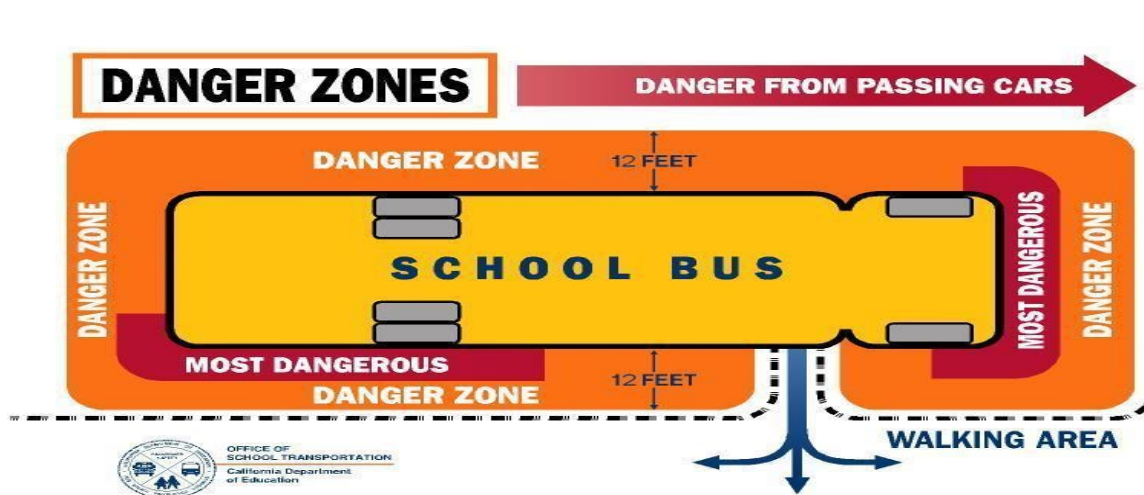 DANGER ZONES
DANGER FROM PASSING CARS
DANGER ZONE
12 FEET
DANGER ZONE
SCHOOL BUS
MOST DANGEROUS
DANGER ZONE
MOST DANGEROUS
DANGER ZONE
12 FEET
WALKING AREA
OFFICE OF
SCHOOL TRANSPORTATION
California Department
of Education